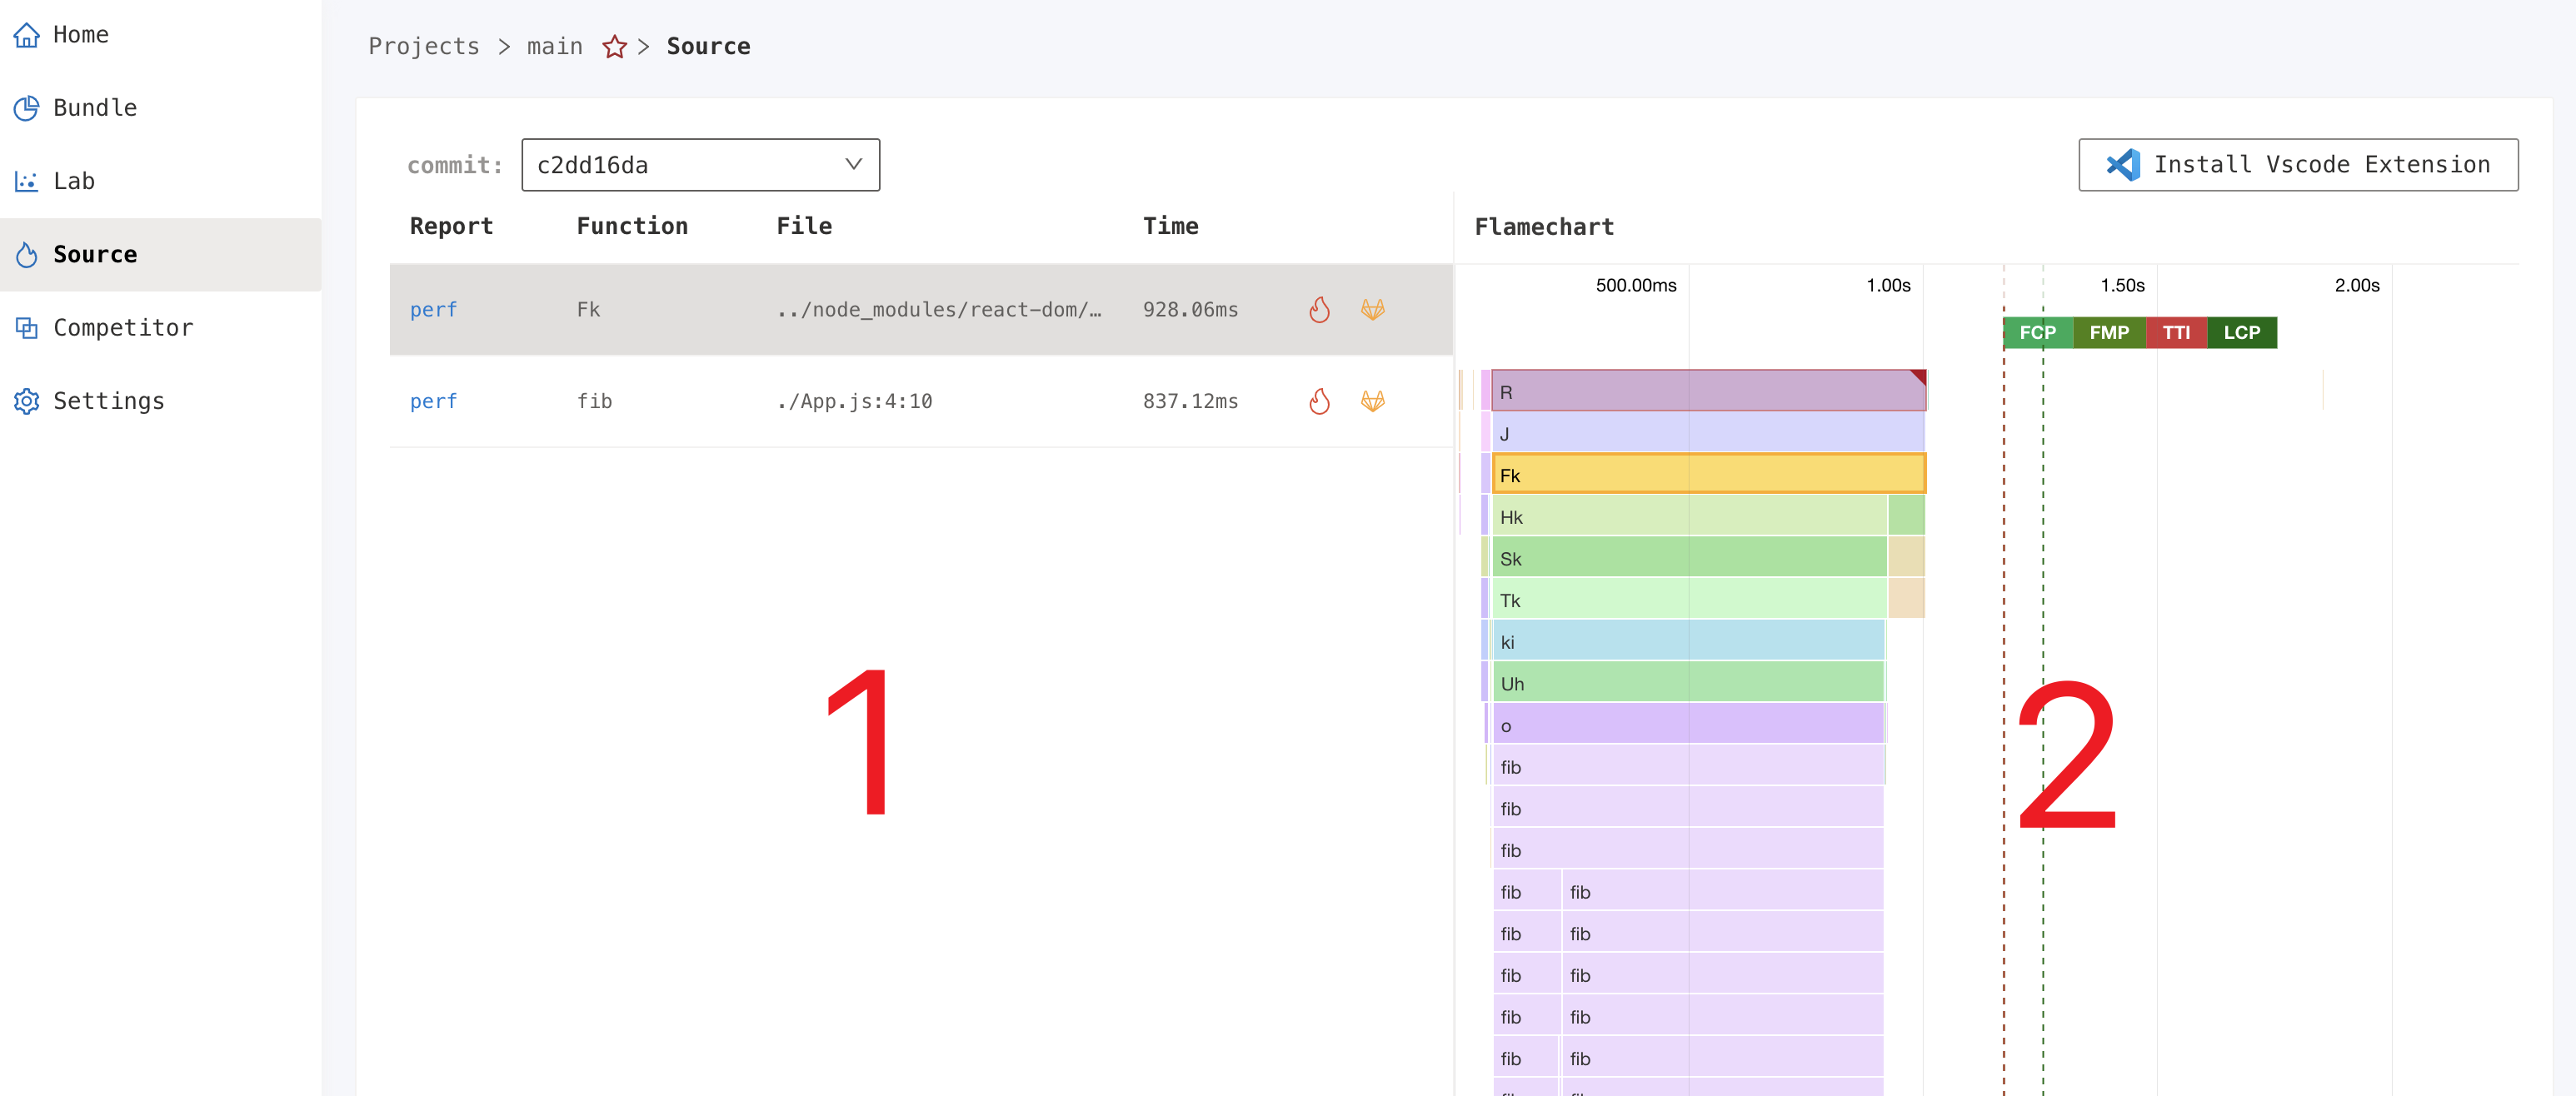 Home
Bundle
Lab
Source
Competitor
Settings
Projects > main > Source
commit: c2dd16da
Install Vscode Extension
Report Function File Time
perf Fk ../node_modules/react-dom/… 928.06ms
perf fib ./App.js:4:10 837.12ms
1
Flamechart
500.00ms 1.00s 1.50s 2.00s
FCP FMP TTI LCP
R
J
Fk
Hk
Sk
Tk
ki
Uh
o
fib
fib
fib
fib fib
fib fib
fib fib
fib fib
fib fib
2